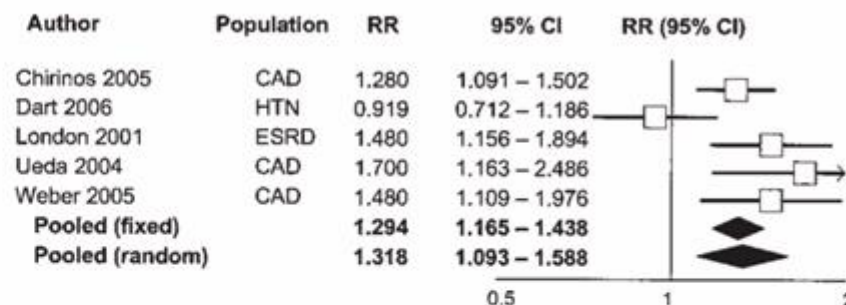 Author Population RR 95% CI RR (95% CI)
Chirinos 2005 CAD 1.280 1.091 – 1.502
Dart 2006 HTN 0.919 0.712 – 1.186
London 2001 ESRD 1.480 1.156 – 1.894
Ueda 2004 CAD 1.700 1.163 – 2.486
Weber 2005 CAD 1.480 1.109 – 1.976
Pooled (fixed) 1.294 1.165 – 1.438
Pooled (random) 1.318 1.093 – 1.588
0.5 1